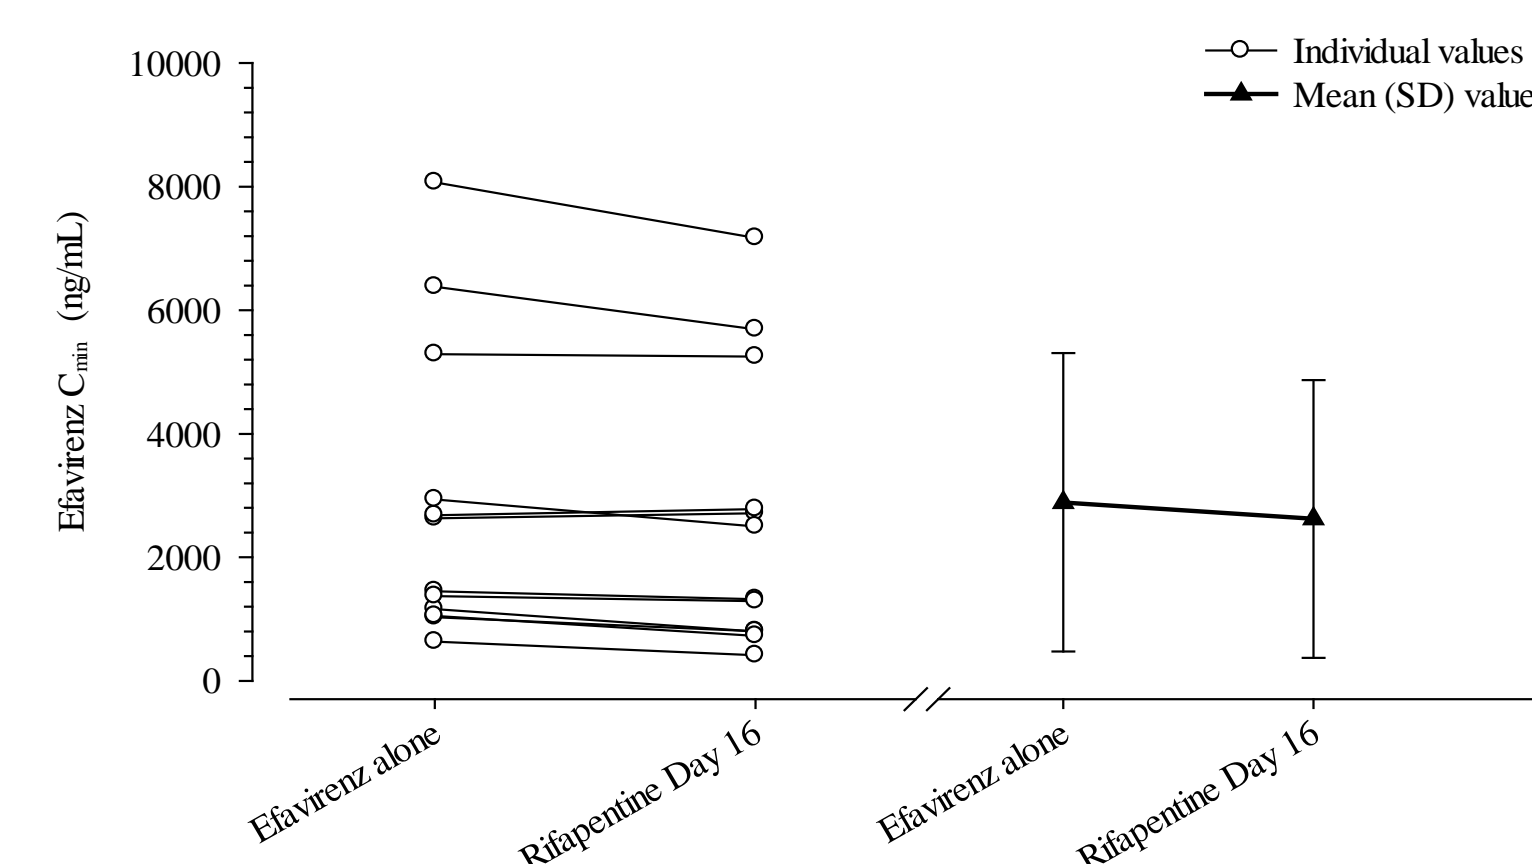 Individual values
Mean (SD) value
10000
8000
6000
4000
2000
0
Efavirenz Cmin (ng/mL)
Efavirenz alone
Rifapentine Day 16
Efavirenz alone
Rifapentine Day 16